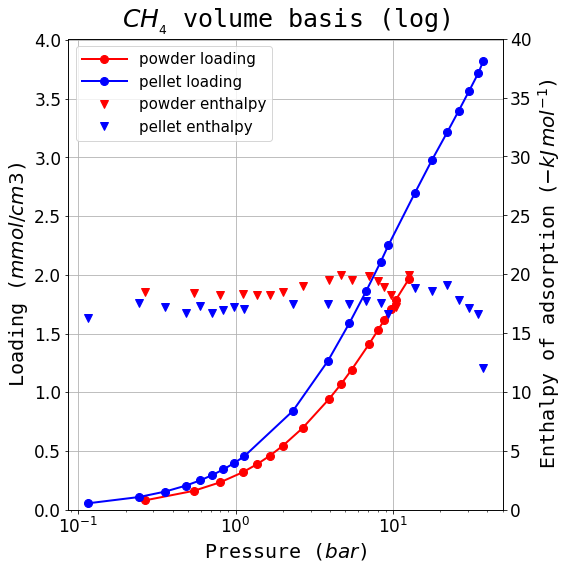 CH₄ volume basis (log)
powder loading
pellet loading
powder enthalpy
pellet enthalpy
Loading (mmol/cm3)
4.0
3.5
3.0
2.5
2.0
1.5
1.0
0.5
0.0
40
35
30
25
20
15
10
5
0
Enthalpy of adsorption (−kJmol⁻¹)
10⁻¹ 10⁰ 10¹
Pressure (bar)